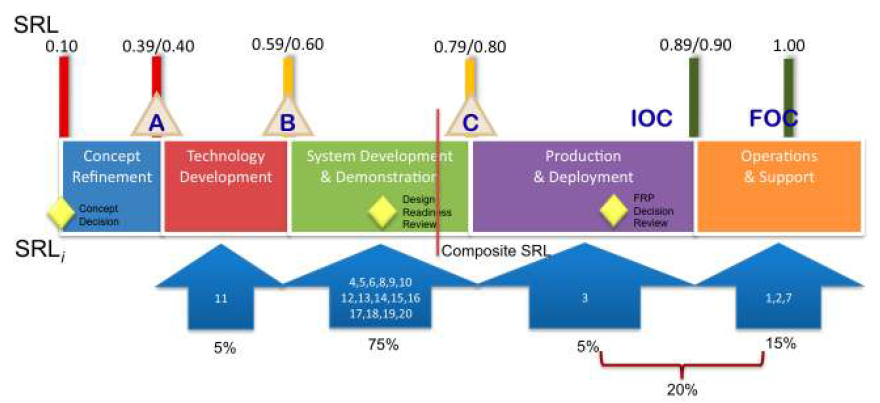 SRL
0.10 0.39/0.40 0.59/0.60 0.79/0.80 0.89/0.90 1.00
A B C IOC FOC
Concept
Refinement
Technology
Development
System Development
& Demonstration
Production
& Deployment
Operations
& Support
Concept
Decision
Design
Readiness
Review
FRP
Decision
Review
SRLi
Composite SRL
11
4,5,6,8,9,10
12,13,14,15,16
17,18,19,20
3
1,2,7
5% 75% 5% 15%
20%